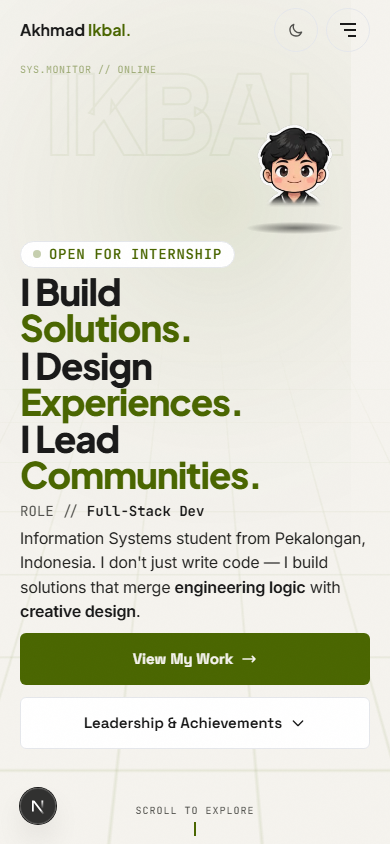 Akhmad Ikbal.
SYS.MONITOR // ONLINE
IKBAL
OPEN FOR INTERNSHIP
I Build
Solutions.
I Design
Experiences.
I Lead
Communities.
ROLE // Full-Stack Dev
Information Systems student from Pekalongan,
Indonesia. I don't just write code — I build
solutions that merge engineering logic with
creative design.
View My Work →
Leadership & Achievements
N
SCROLL TO EXPLORE